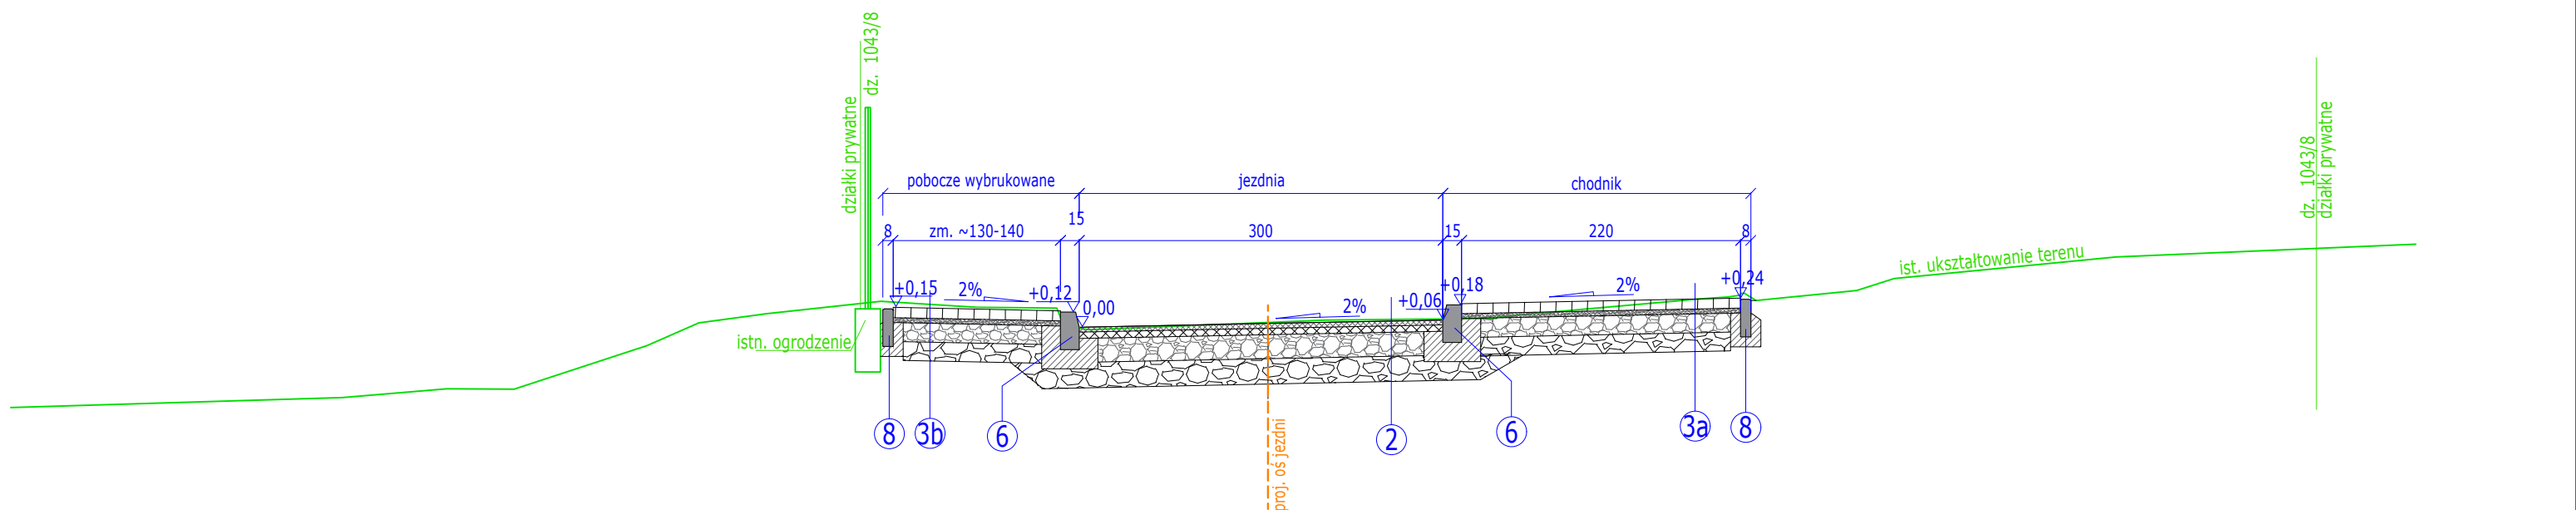 dz. 1043/8
działki prywatne
pobocze wybrukowane
jezdnia
chodnik
15
8
zm. ~130-140
300
15
220
8
dz. 1043/8
działki prywatne
ist. ukształtowanie terenu
+0,15
2%
+0,12
0,00
2%
+0,06
+0,18
2%
+0,24
istn. ogrodzenie
8
3b
6
2
6
3a
8
proj. oś jezdni